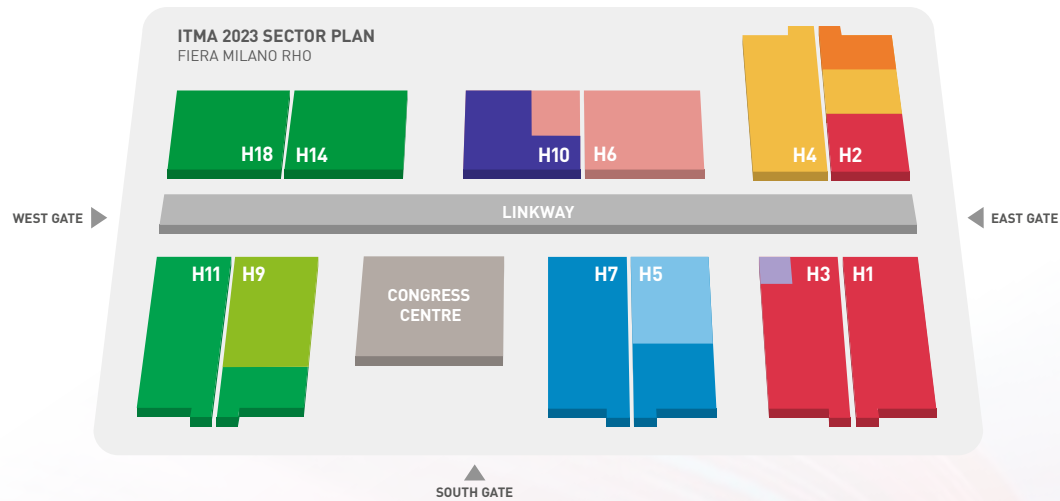 ITMA 2023 SECTOR PLAN
FIERA MILANO RHO
H18
H14
H10
H6
H4
H2
WEST GATE
LINKWAY
EAST GATE
H11
H9
CONGRESS
CENTRE
H7
H5
H3
H1
SOUTH GATE